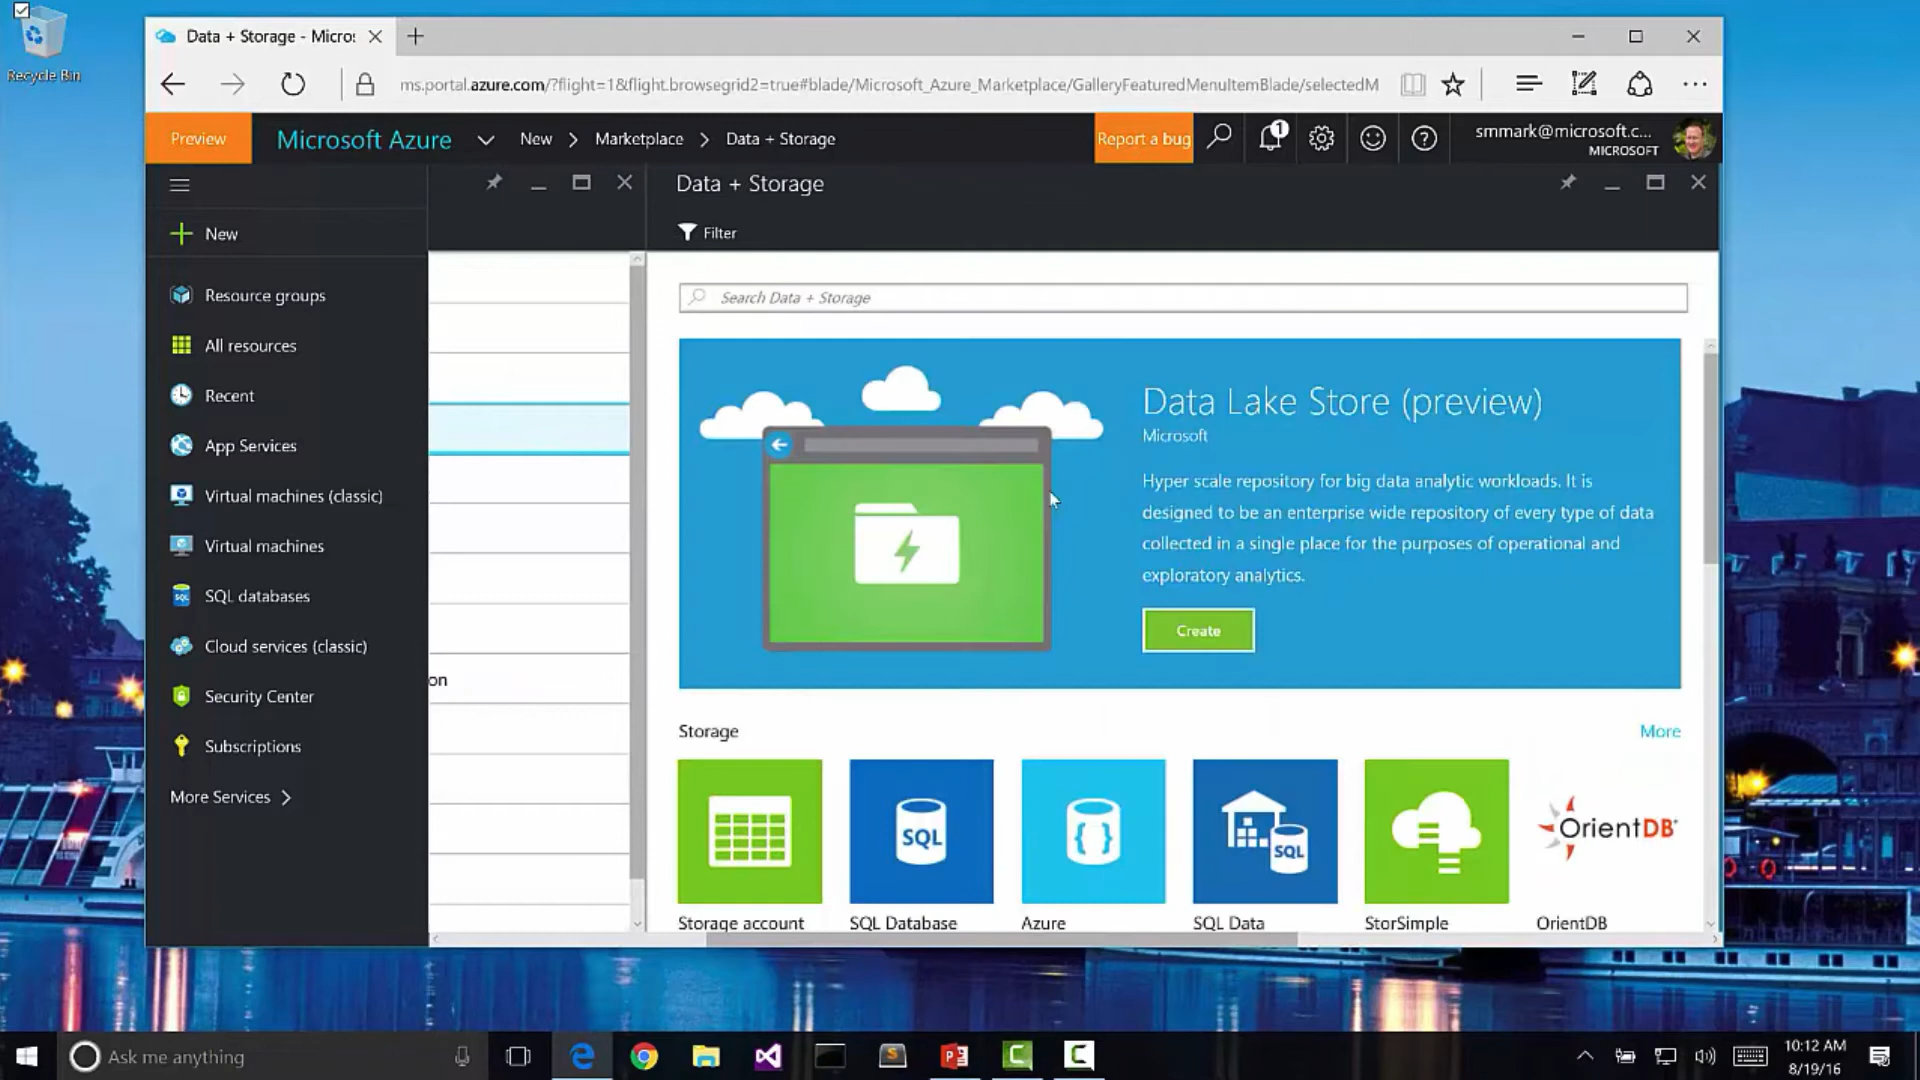 Recycle Bin
Data + Storage - Micro
ms.portal.azure.com/?flight=1&flight.browsegrid2=true#blade/Microsoft_Azure_Marketplace/GalleryFeaturedMenuItemBlade/selectedM
Preview
Microsoft Azure
New
Marketplace
Data + Storage
Report a bug
1
smmark@microsoft.c...
MICROSOFT
Data + Storage
Filter
New
Resource groups
All resources
Recent
App Services
Virtual machines (classic)
Virtual machines
SQL databases
Cloud services (classic)
Security Center
Subscriptions
More Services
on
Search Data + Storage
Data Lake Store (preview)
Microsoft
Hyper scale repository for big data analytic workloads. It is
designed to be an enterprise wide repository of every type of data
collected in a single place for the purposes of operational and
exploratory analytics.
Create
Storage
More
SQL
{ }
SQL
OrientDB
Storage account
SQL Database
Azure
SQL Data
StorSimple
OrientDB
Ask me anything
10:12 AM
8/19/16